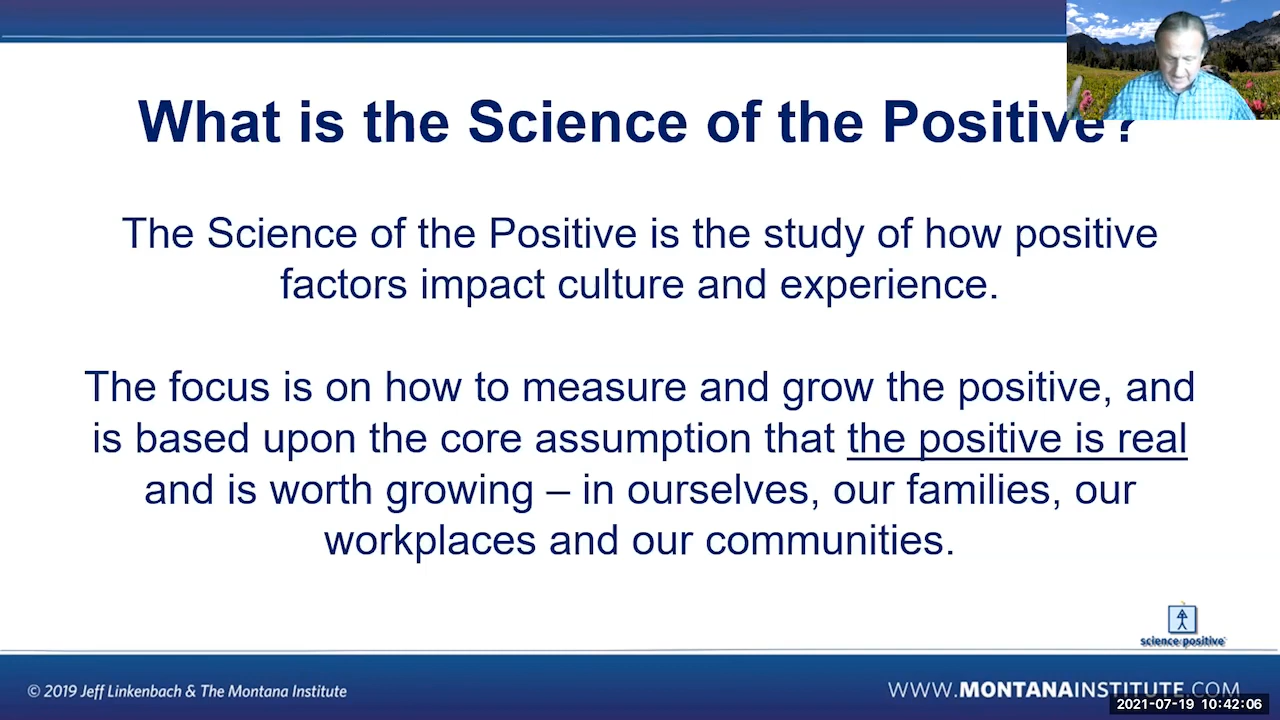 What is the Science of the Positive?
The Science of the Positive is the study of how positive
factors impact culture and experience.
The focus is on how to measure and grow the positive, and
is based upon the core assumption that the positive is real
and is worth growing – in ourselves, our families, our
workplaces and our communities.
science positive
© 2019 Jeff Linkenbach & The Montana Institute
WWW.MONTANAINSTITUTE.COM
2021-07-19 10:42:06